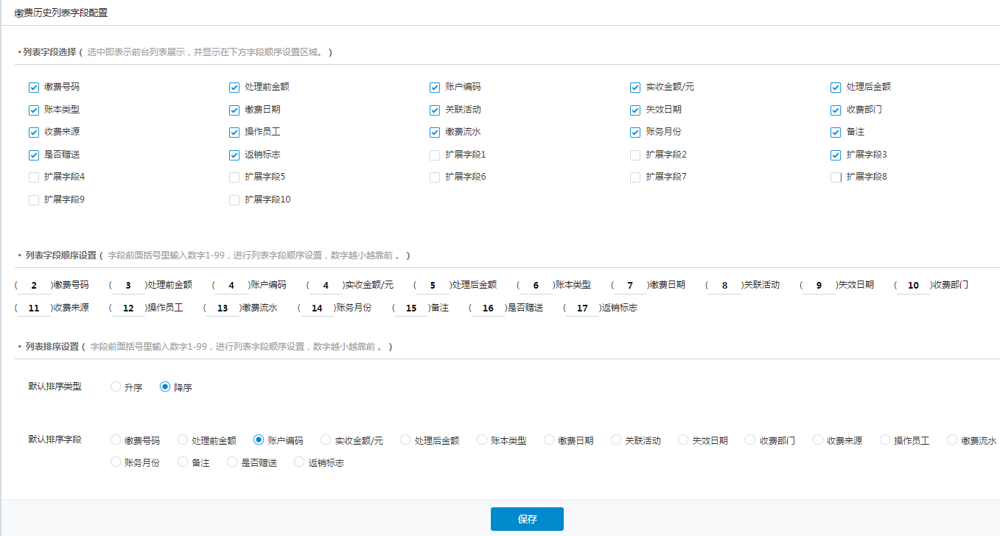 缴费历史列表字段配置
•列表字段选择 ( 选中即表示前台列表展示，并显示在下方字段顺序设置区域。 )
缴费号码 处理前金额 账户编码 实收金额/元 处理后金额
账本类型 缴费日期 关联活动 失效日期 收费部门
收费来源 操作员工 缴费流水 账务月份 备注
是否赠送 返销标志 扩展字段1 扩展字段2 扩展字段3
扩展字段4 扩展字段5 扩展字段6 扩展字段7 扩展字段8
扩展字段9 扩展字段10
• 列表字段顺序设置 ( 字段前面括号里输入数字1-99，进行列表字段顺序设置，数字越小越靠前 。 )
( 2 )缴费号码 ( 3 )处理前金额 ( 4 )账户编码 ( 4 )实收金额/元 ( 5 )处理后金额 ( 6 )账本类型 ( 7 )缴费日期 ( 8 )关联活动 ( 9 )失效日期 ( 10 )收费部门
( 11 )收费来源 ( 12 )操作员工 ( 13 )缴费流水 ( 14 )账务月份 ( 15 )备注 ( 16 )是否赠送 ( 17 )返销标志
• 列表排序设置 ( 字段前面括号里输入数字1-99，进行列表字段顺序设置，数字越小越靠前 。 )
默认排序类型 升序 降序
默认排序字段 缴费号码 处理前金额 账户编码 实收金额/元 处理后金额 账本类型 缴费日期 关联活动 失效日期 收费部门 收费来源 操作员工 缴费流水
账务月份 备注 是否赠送 返销标志
保存